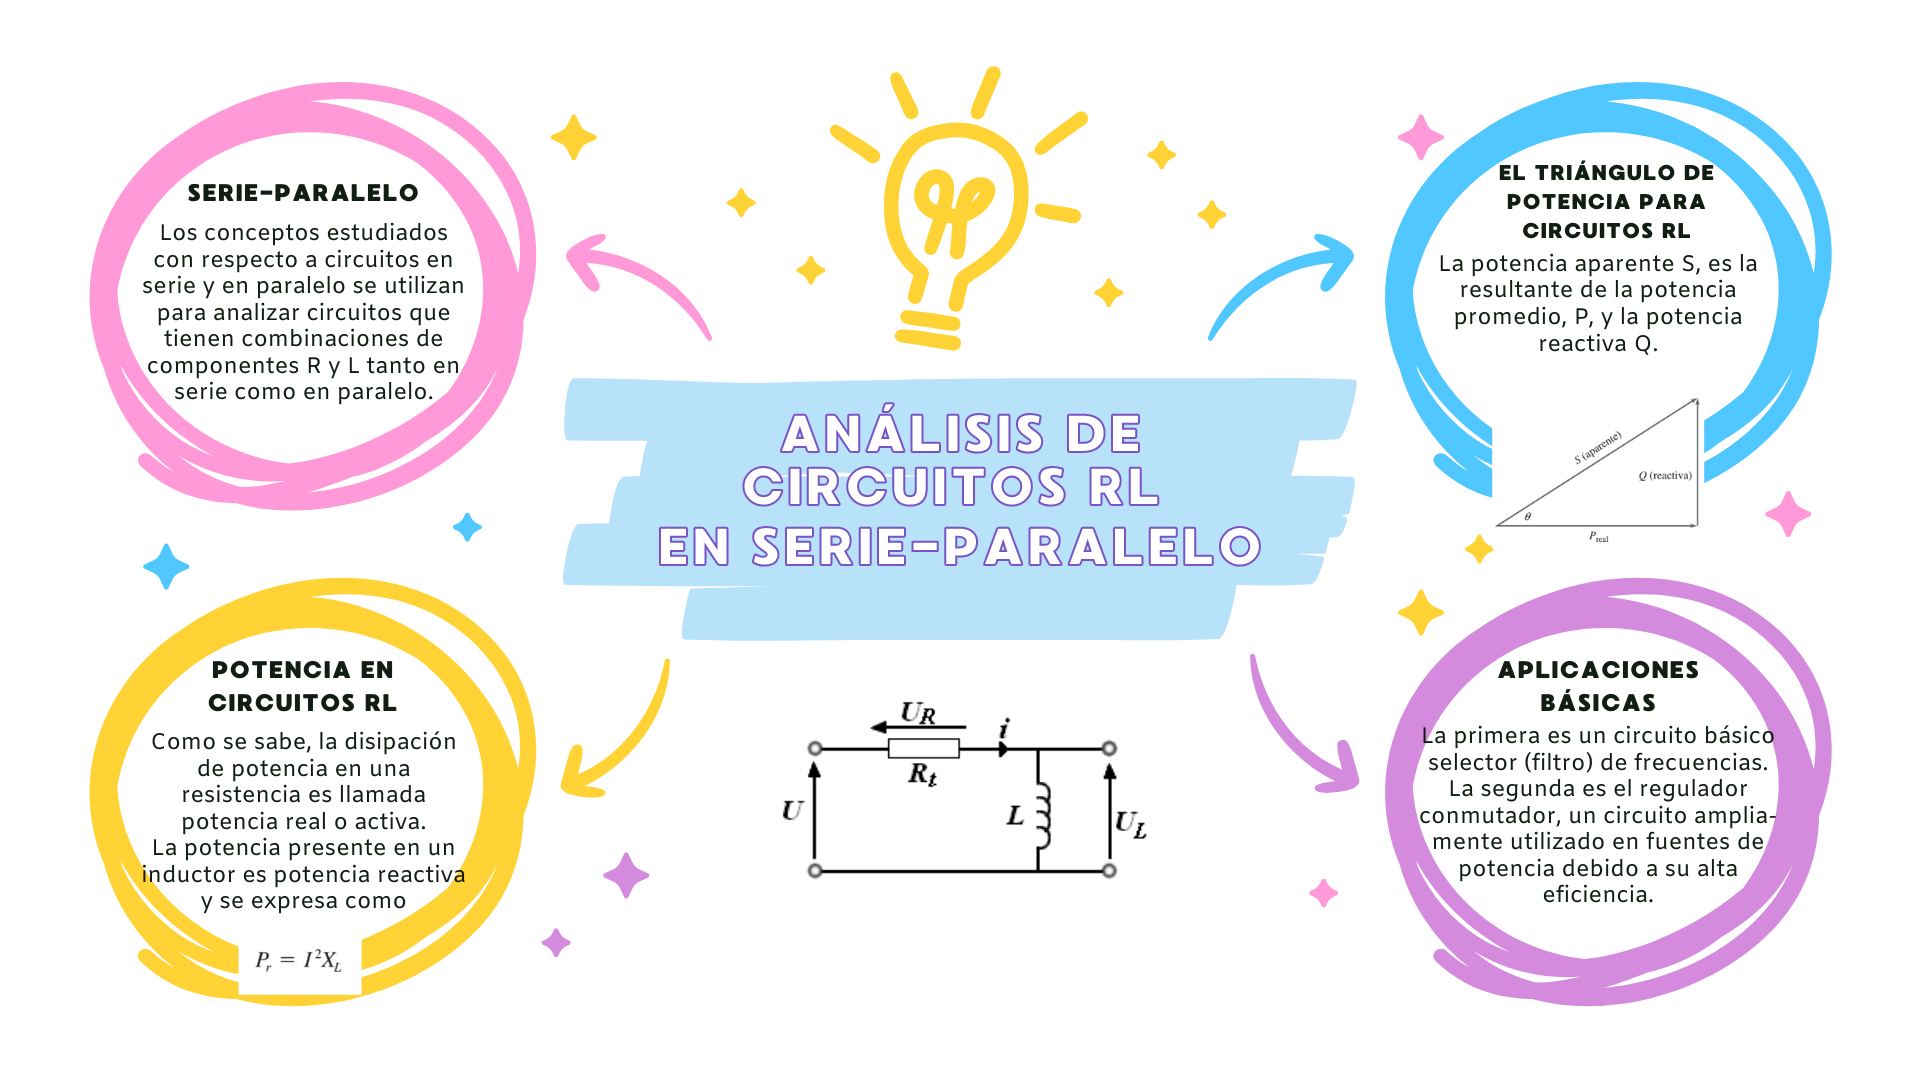 SERIE-PARALELO
Los conceptos estudiados
con respecto a circuitos en
serie y en paralelo se utilizan
para analizar circuitos que
tienen combinaciones de
componentes R y L tanto en
serie como en paralelo.
EL TRIÁNGULO DE
POTENCIA PARA
CIRCUITOS RL
La potencia aparente S, es la
resultante de la potencia
promedio, P, y la potencia
reactiva Q.
S (aparente)
Q (reactiva)
θ
P_real
ANÁLISIS DE
CIRCUITOS RL
EN SERIE-PARALELO
POTENCIA EN
CIRCUITOS RL
Como se sabe, la disipación
de potencia en una
resistencia es llamada
potencia real o activa.
La potencia presente en un
inductor es potencia reactiva
y se expresa como
P_r = I²X_L
U_R
i
R_t
U
L
U_L
APLICACIONES
BÁSICAS
La primera es un circuito básico
selector (filtro) de frecuencias.
La segunda es el regulador
conmutador, un circuito amplia-
mente utilizado en fuentes de
potencia debido a su alta
eficiencia.